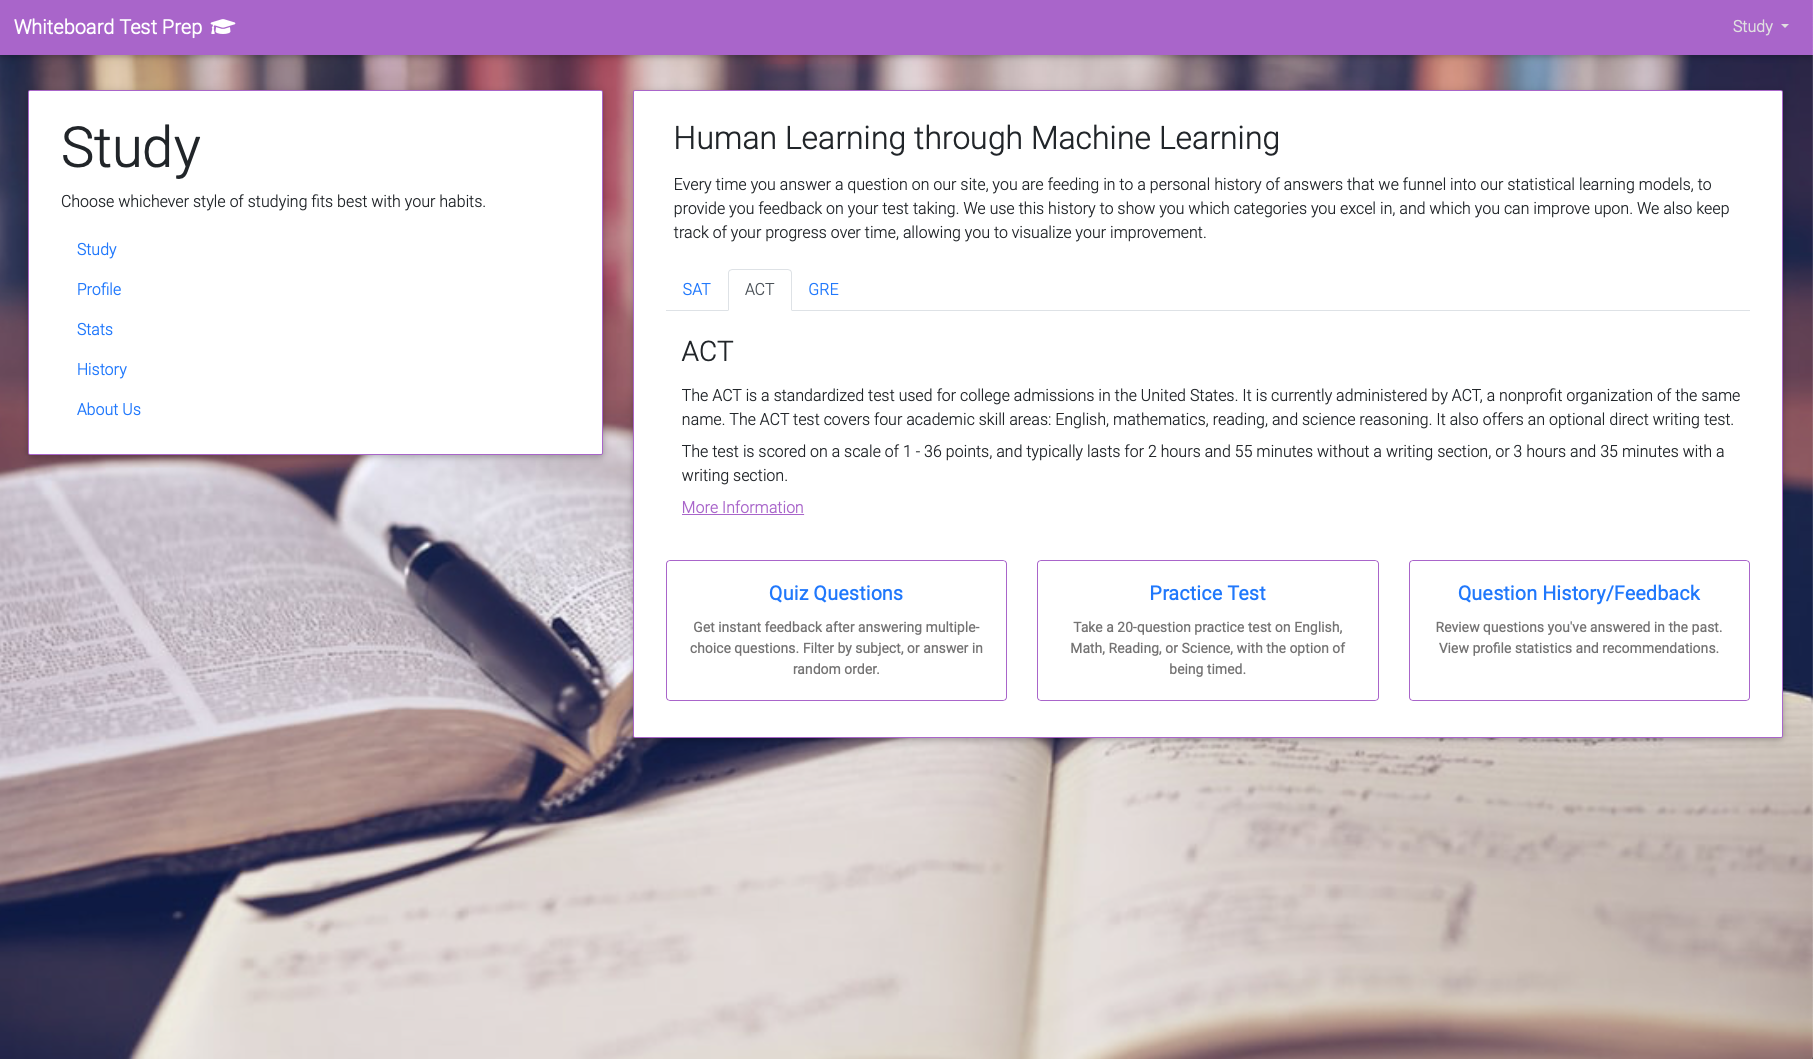 Whiteboard Test Prep
Study
Study
Choose whichever style of studying fits best with your habits.
Study
Profile
Stats
History
About Us
Human Learning through Machine Learning
Every time you answer a question on our site, you are feeding in to a personal history of answers that we funnel into our statistical learning models, to
provide you feedback on your test taking. We use this history to show you which categories you excel in, and which you can improve upon. We also keep
track of your progress over time, allowing you to visualize your improvement.
SAT ACT GRE
ACT
The ACT is a standardized test used for college admissions in the United States. It is currently administered by ACT, a nonprofit organization of the same
name. The ACT test covers four academic skill areas: English, mathematics, reading, and science reasoning. It also offers an optional direct writing test.
The test is scored on a scale of 1 - 36 points, and typically lasts for 2 hours and 55 minutes without a writing section, or 3 hours and 35 minutes with a
writing section.
More Information
Quiz Questions
Get instant feedback after answering multiple-
choice questions. Filter by subject, or answer in
random order.
Practice Test
Take a 20-question practice test on English,
Math, Reading, or Science, with the option of
being timed.
Question History/Feedback
Review questions you've answered in the past.
View profile statistics and recommendations.